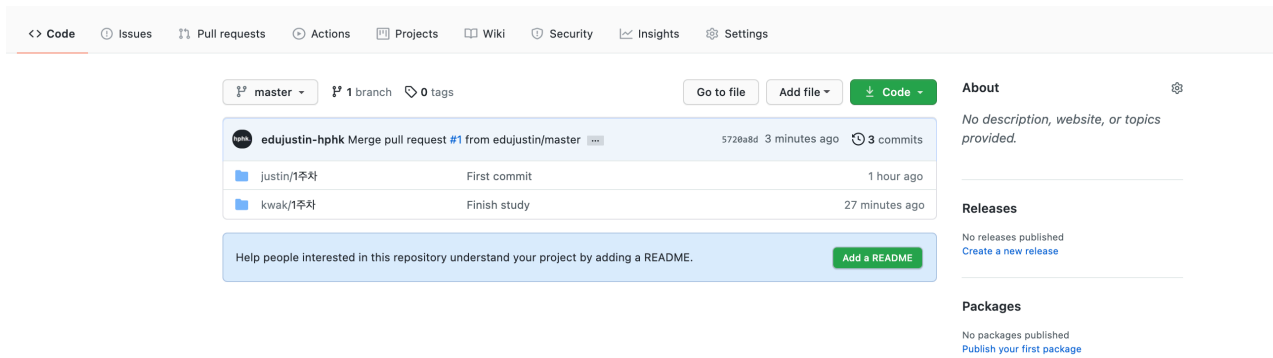 Code Issues Pull requests Actions Projects Wiki Security Insights Settings
master 1 branch 0 tags Go to file Add file Code
hphk. edujustin-hphk Merge pull request #1 from edujustin/master ... 5720a8d 3 minutes ago 3 commits
justin/1주차 First commit 1 hour ago
kwak/1주차 Finish study 27 minutes ago
Help people interested in this repository understand your project by adding a README. Add a README
About
No description, website, or topics
provided.
Releases
No releases published
Create a new release
Packages
No packages published
Publish your first package